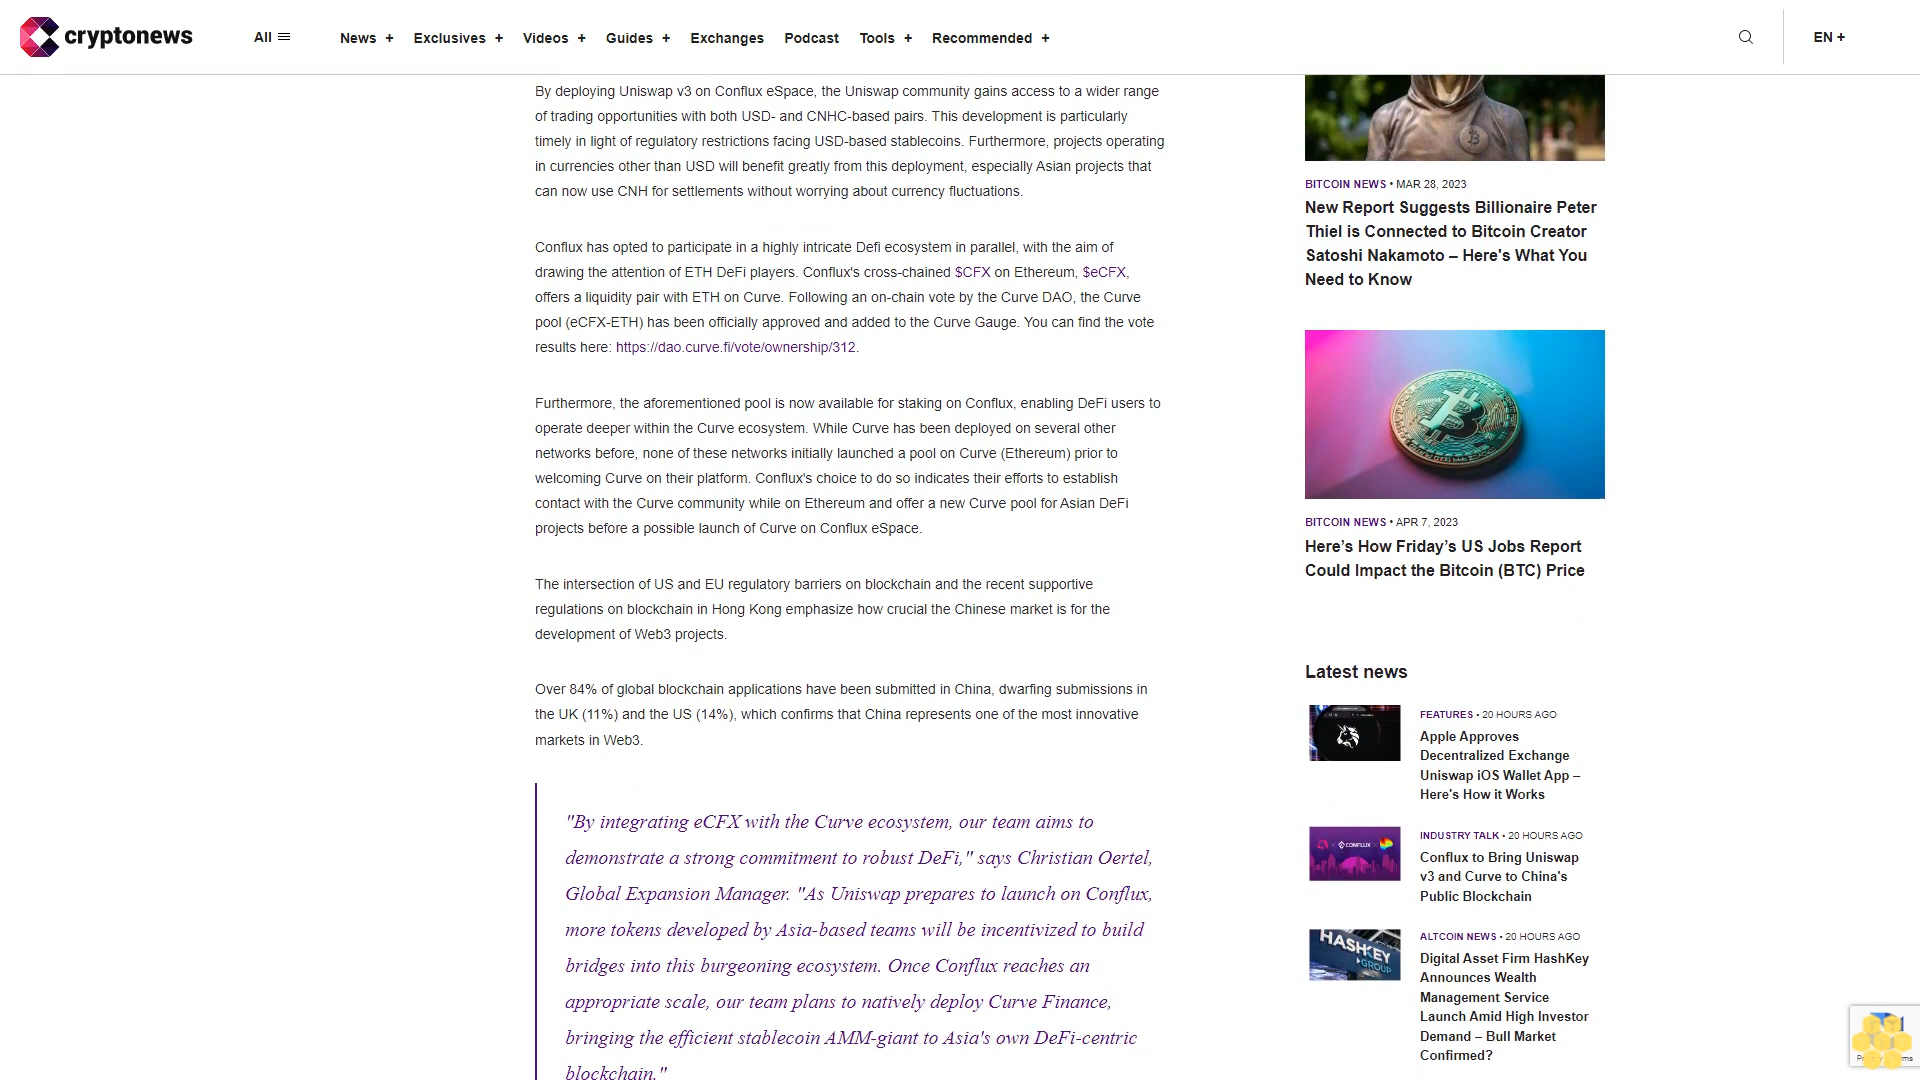 cryptonews
All
News +
Exclusives +
Videos +
Guides +
Exchanges
Podcast
Tools +
Recommended +
EN +
By deploying Uniswap v3 on Conflux eSpace, the Uniswap community gains access to a wider range
of trading opportunities with both USD- and CNHC-based pairs. This development is particularly
timely in light of regulatory restrictions facing USD-based stablecoins. Furthermore, projects operating
in currencies other than USD will benefit greatly from this deployment, especially Asian projects that
can now use CNH for settlements without worrying about currency fluctuations.
Conflux has opted to participate in a highly intricate Defi ecosystem in parallel, with the aim of
drawing the attention of ETH DeFi players. Conflux's cross-chained $CFX on Ethereum, $eCFX,
offers a liquidity pair with ETH on Curve. Following an on-chain vote by the Curve DAO, the Curve
pool (eCFX-ETH) has been officially approved and added to the Curve Gauge. You can find the vote
results here: https://dao.curve.fi/vote/ownership/312.
Furthermore, the aforementioned pool is now available for staking on Conflux, enabling DeFi users to
operate deeper within the Curve ecosystem. While Curve has been deployed on several other
networks before, none of these networks initially launched a pool on Curve (Ethereum) prior to
welcoming Curve on their platform. Conflux's choice to do so indicates their efforts to establish
contact with the Curve community while on Ethereum and offer a new Curve pool for Asian DeFi
projects before a possible launch of Curve on Conflux eSpace.
The intersection of US and EU regulatory barriers on blockchain and the recent supportive
regulations on blockchain in Hong Kong emphasize how crucial the Chinese market is for the
development of Web3 projects.
Over 84% of global blockchain applications have been submitted in China, dwarfing submissions in
the UK (11%) and the US (14%), which confirms that China represents one of the most innovative
markets in Web3.
"By integrating eCFX with the Curve ecosystem, our team aims to
demonstrate a strong commitment to robust DeFi," says Christian Oertel,
Global Expansion Manager. "As Uniswap prepares to launch on Conflux,
more tokens developed by Asia-based teams will be incentivized to build
bridges into this burgeoning ecosystem. Once Conflux reaches an
appropriate scale, our team plans to natively deploy Curve Finance,
bringing the efficient stablecoin AMM-giant to Asia's own DeFi-centric
blockchain."
BITCOIN NEWS • MAR 28, 2023
New Report Suggests Billionaire Peter
Thiel is Connected to Bitcoin Creator
Satoshi Nakamoto – Here's What You
Need to Know
BITCOIN NEWS • APR 7, 2023
Here’s How Friday’s US Jobs Report
Could Impact the Bitcoin (BTC) Price
Latest news
FEATURES • 20 HOURS AGO
Apple Approves
Decentralized Exchange
Uniswap iOS Wallet App –
Here's How it Works
CONFLUX
INDUSTRY TALK • 20 HOURS AGO
Conflux to Bring Uniswap
v3 and Curve to China's
Public Blockchain
HASHKEY
GROUP
ALTCOIN NEWS • 20 HOURS AGO
Digital Asset Firm HashKey
Announces Wealth
Management Service
Launch Amid High Investor
Demand – Bull Market
Confirmed?